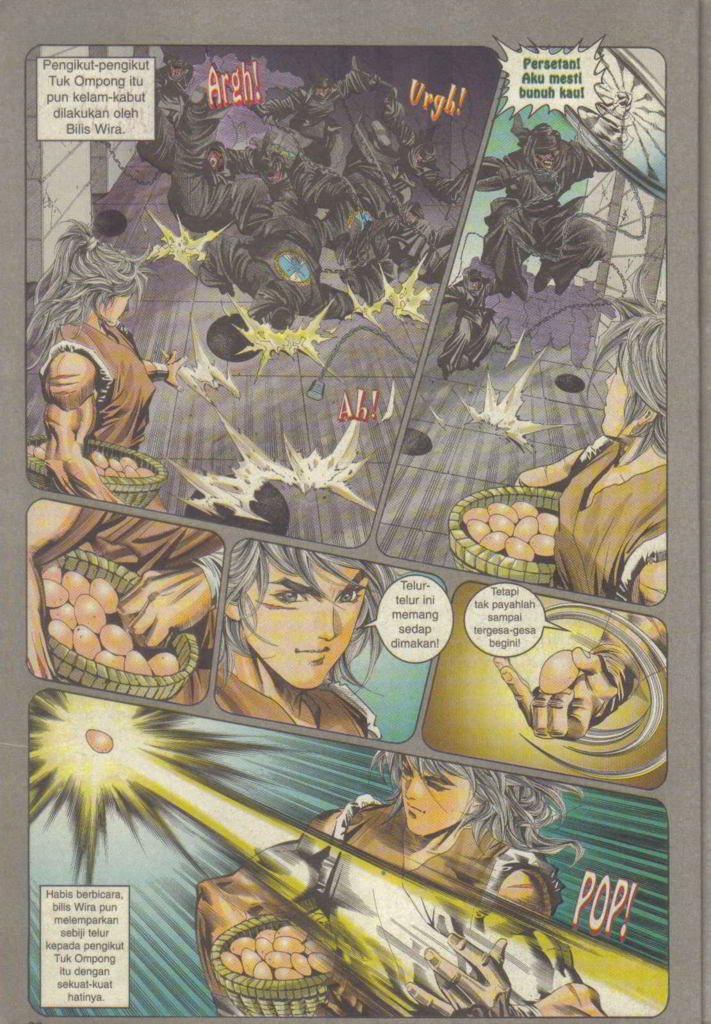 Pengikut-pengikut
Tuk Ompong itu
pun kelam-kabut
dilakukan oleh
Bilis Wira.
Argh!
Urgh!
Ah!
Persetan!
Aku mesti
bunuh kau!
Telur-
telur ini
memang
sedap
dimakan!
Tetapi
tak payahlah
sampai
tergesa-gesa
begini!
Habis berbicara,
bilis Wira pun
melemparkan
sebiji telur
kepada pengikut
Tuk Ompong
itu dengan
sekuat-kuat
hatinya.
POP!